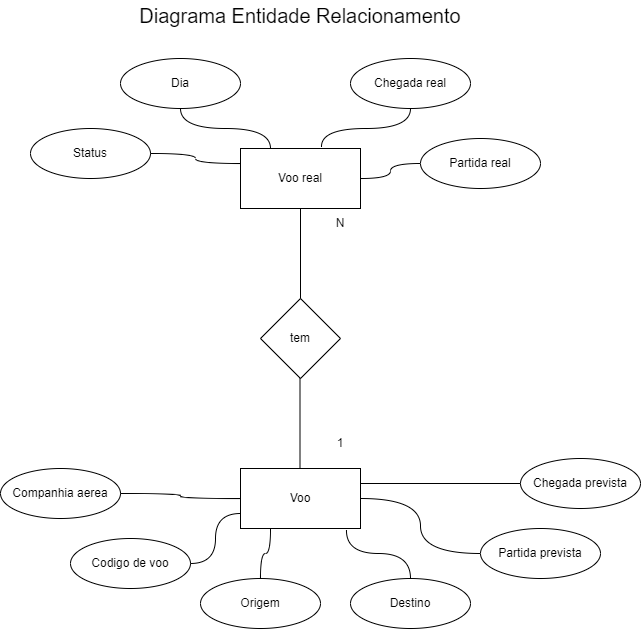 Diagrama Entidade Relacionamento
Dia
Chegada real
Status
Partida real
Voo real
N
tem
1
Companhia aerea
Voo
Chegada prevista
Codigo de voo
Partida prevista
Origem
Destino